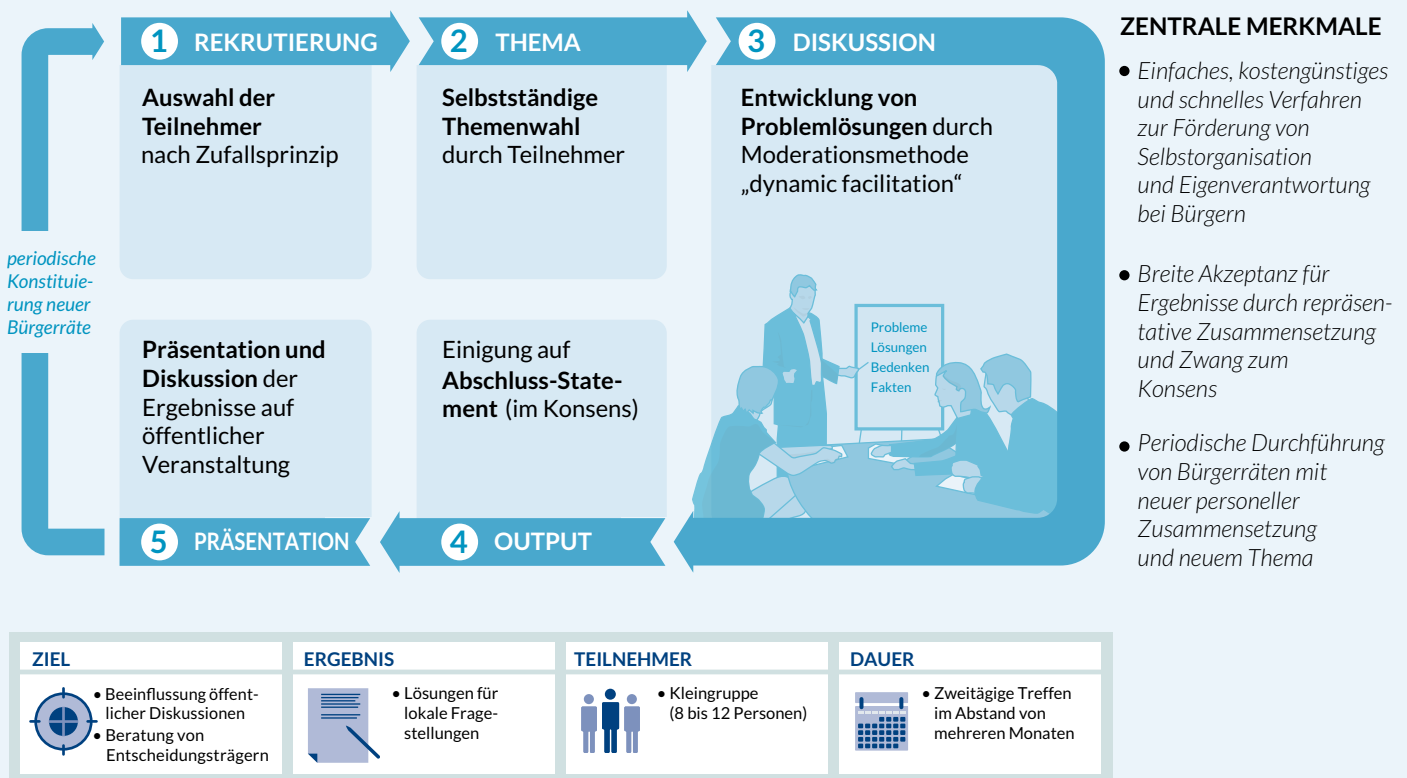 1 REKRUTIERUNG
Auswahl der
Teilnehmer
nach Zufallsprinzip
2 THEMA
Selbstständige
Themenwahl
durch Teilnehmer
3 DISKUSSION
Entwicklung von
Problemlösungen durch
Moderationsmethode
„dynamic facilitation“
Probleme
Lösungen
Bedenken
Fakten
Einigung auf
Abschluss-State-
ment (im Konsens)
4 OUTPUT
Präsentation und
Diskussion der
Ergebnisse auf
öffentlicher
Veranstaltung
5 PRÄSENTATION
periodische
Konstituie-
rung neuer
Bürgerräte
ZENTRALE MERKMALE
• Einfaches, kostengünstiges
und schnelles Verfahren
zur Förderung von
Selbstorganisation
und Eigenverantwortung
bei Bürgern
• Breite Akzeptanz für
Ergebnisse durch repräsen-
tative Zusammensetzung
und Zwang zum
Konsens
• Periodische Durchführung
von Bürgerräten mit
neuer personeller
Zusammensetzung
und neuem Thema
ZIEL
• Beeinflussung öffent-
licher Diskussionen
• Beratung von
Entscheidungsträgern
ERGEBNIS
• Lösungen für
lokale Frage-
stellungen
TEILNEHMER
• Kleingruppe
(8 bis 12 Personen)
DAUER
• Zweitägige Treffen
im Abstand von
mehreren Monaten